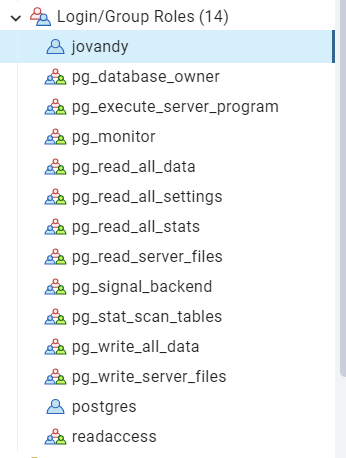 Login/Group Roles (14)
jovandy
pg_database_owner
pg_execute_server_program
pg_monitor
pg_read_all_data
pg_read_all_settings
pg_read_all_stats
pg_read_server_files
pg_signal_backend
pg_stat_scan_tables
pg_write_all_data
pg_write_server_files
postgres
readaccess